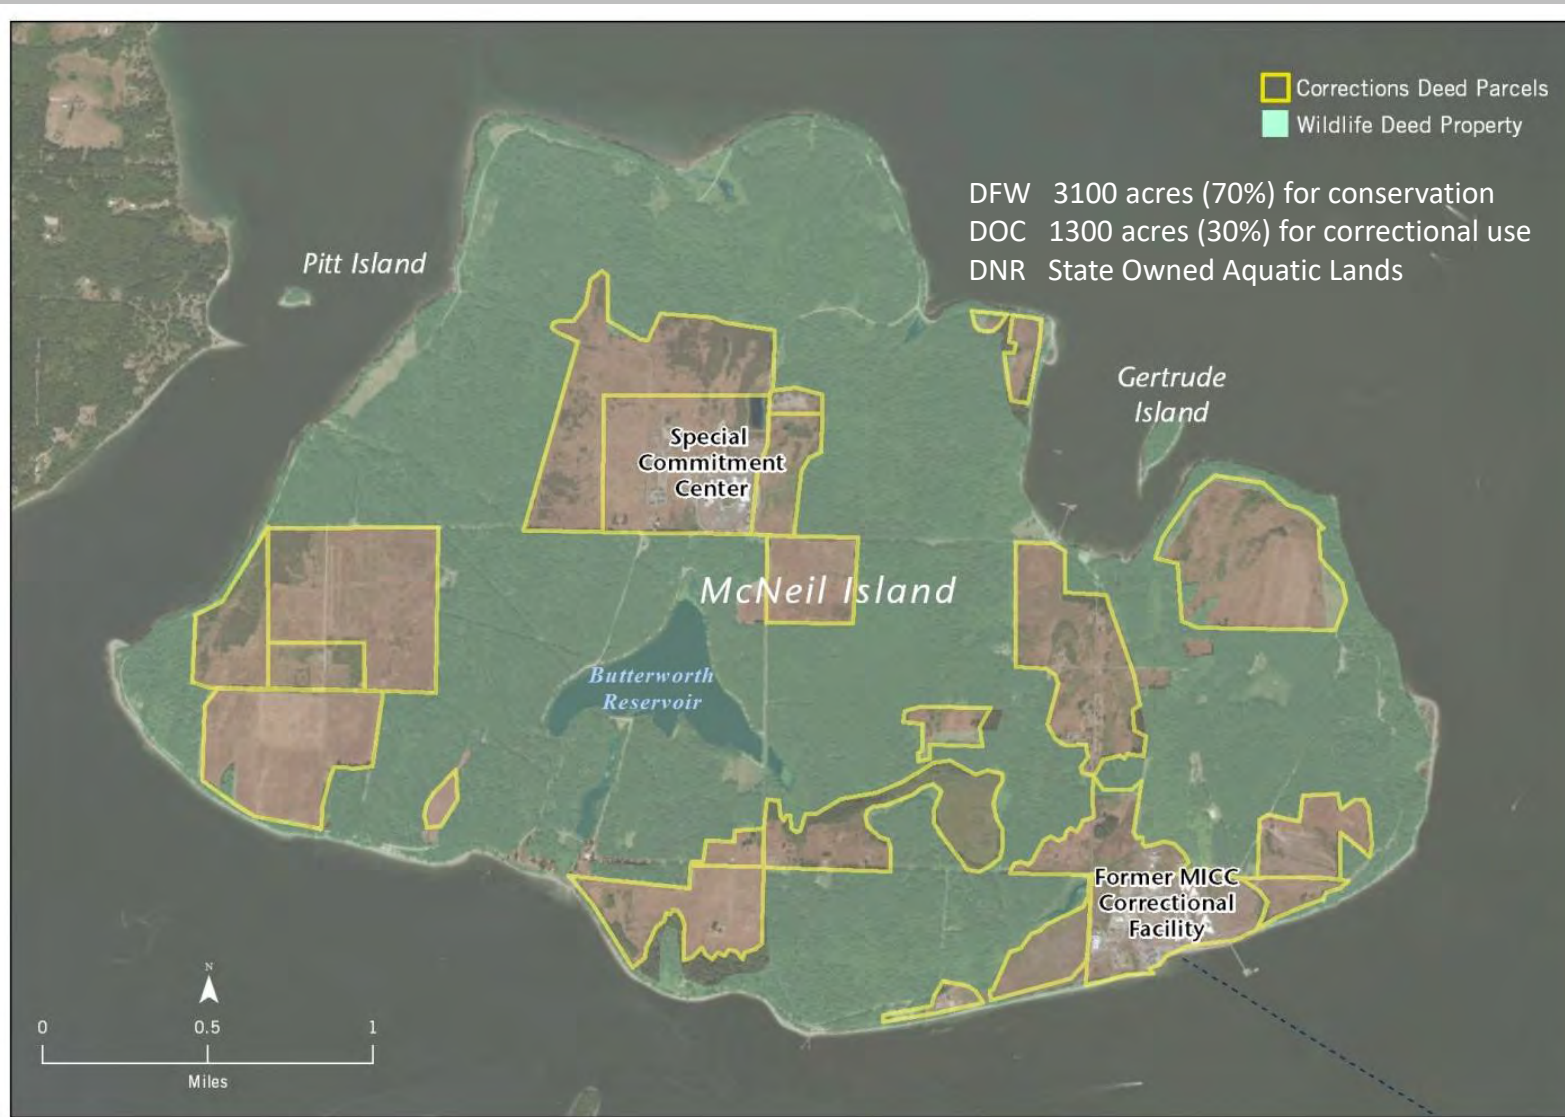 Corrections Deed Parcels
Wildlife Deed Property
DFW 3100 acres (70%) for conservation
DOC 1300 acres (30%) for correctional use
DNR State Owned Aquatic Lands
Pitt Island
Gertrude
Island
Special
Commitment
Center
McNeil Island
Butterworth
Reservoir
Former MICC
Correctional
Facility
N
0 0.5 1
Miles